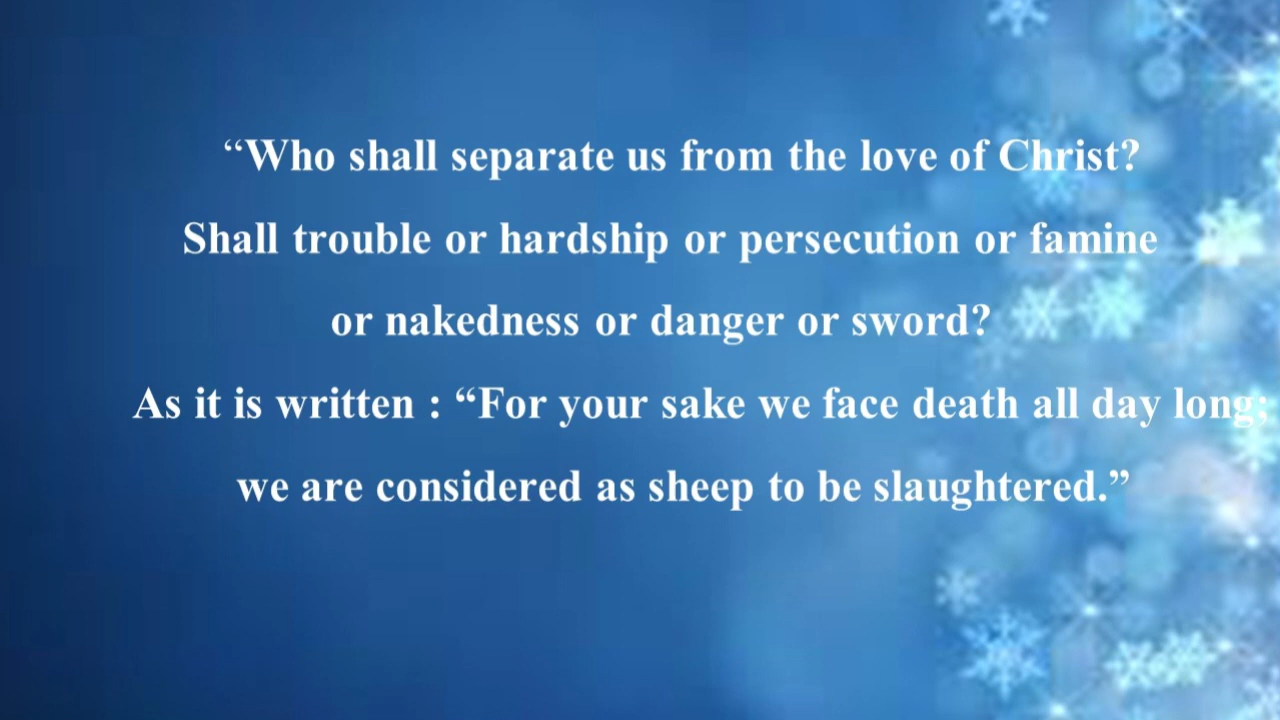 “Who shall separate us from the love of Christ?
Shall trouble or hardship or persecution or famine
or nakedness or danger or sword?
As it is written : “For your sake we face death all day long;
we are considered as sheep to be slaughtered.”